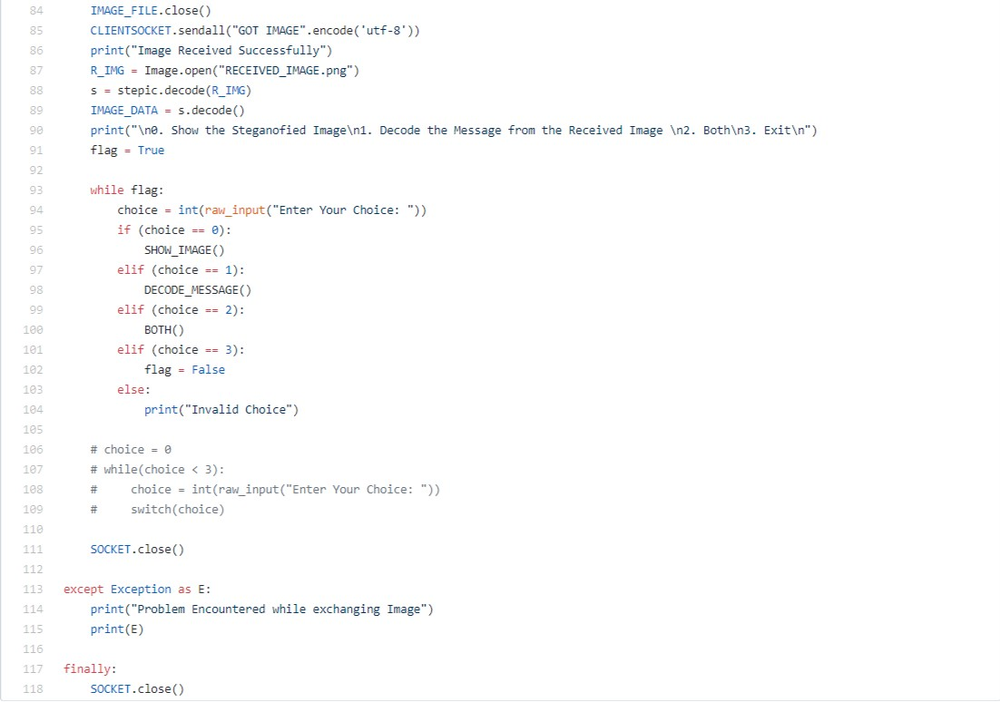 84 IMAGE_FILE.close()
85 CLIENTSOCKET.sendall("GOT IMAGE".encode('utf-8'))
86 print("Image Received Successfully")
87 R_IMG = Image.open("RECEIVED_IMAGE.png")
88 s = stepic.decode(R_IMG)
89 IMAGE_DATA = s.decode()
90 print("\n0. Show the Steganofied Image\n1. Decode the Message from the Received Image \n2. Both\n3. Exit\n")
91 flag = True
92
93 while flag:
94 choice = int(raw_input("Enter Your Choice: "))
95 if (choice == 0):
96 SHOW_IMAGE()
97 elif (choice == 1):
98 DECODE_MESSAGE()
99 elif (choice == 2):
100 BOTH()
101 elif (choice == 3):
102 flag = False
103 else:
104 print("Invalid Choice")
105
106 # choice = 0
107 # while(choice < 3):
108 #     choice = int(raw_input("Enter Your Choice: "))
109 #     switch(choice)
110
111 SOCKET.close()
112
113 except Exception as E:
114 print("Problem Encountered while exchanging Image")
115 print(E)
116
117 finally:
118 SOCKET.close()